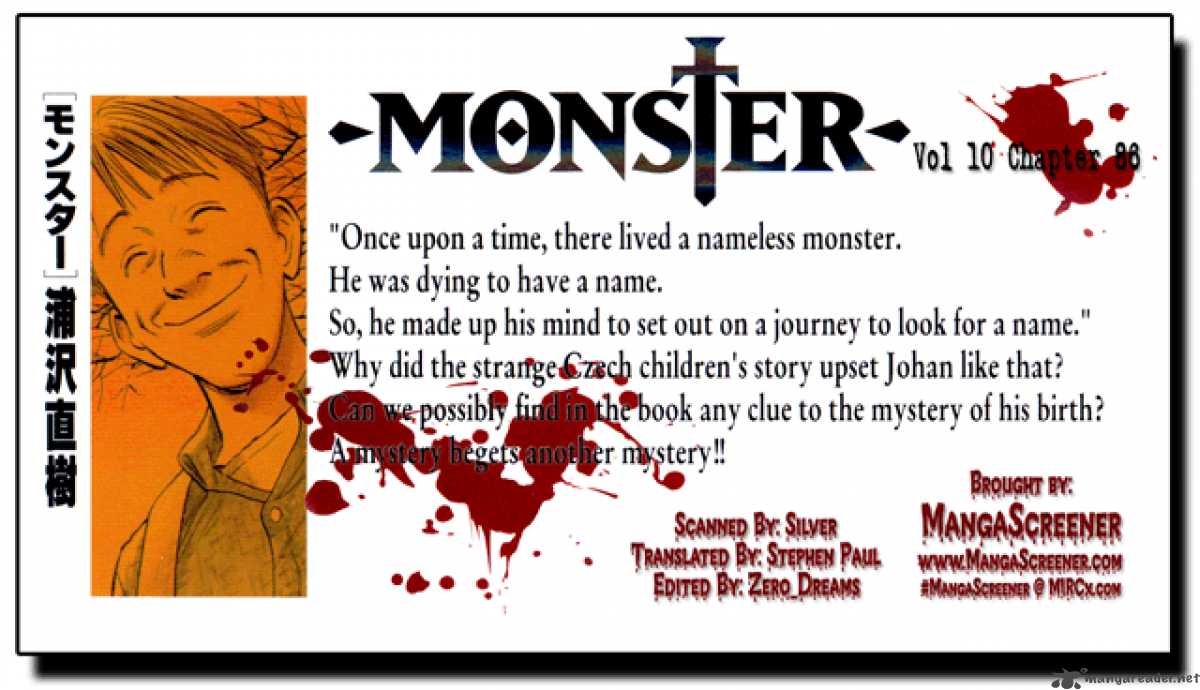 [モンスター] 浦沢直樹
-MONSTER-
Vol 10 Chapter 86
"Once upon a time, there lived a nameless monster.
He was dying to have a name.
So, he made up his mind to set out on a journey to look for a name."
Why did the strange Czech children's story upset Johan like that?
Can we possibly find in the book any clue to the mystery of his birth?
A mystery begets another mystery!!
Scanned By: Silver
Translated By: Stephen Paul
Edited By: Zero_Dreams
Brought by:
MangaScreener
www.MangaScreener.com
#MangaScreener @ MIRCx.com
mangareader.net